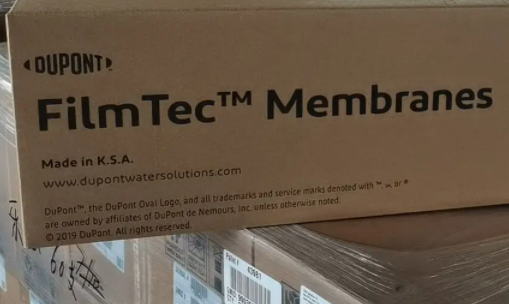 DUPONT
FilmTec™ Membranes
Made in K.S.A.
www.dupontwatersolutions.com
DuPont™, the DuPont Oval Logo, and all trademarks and service marks denoted with ™, ℠, or ®
are owned by affiliates of DuPont de Nemours, Inc. unless otherwise noted.
© 2019 DuPont. All rights reserved.